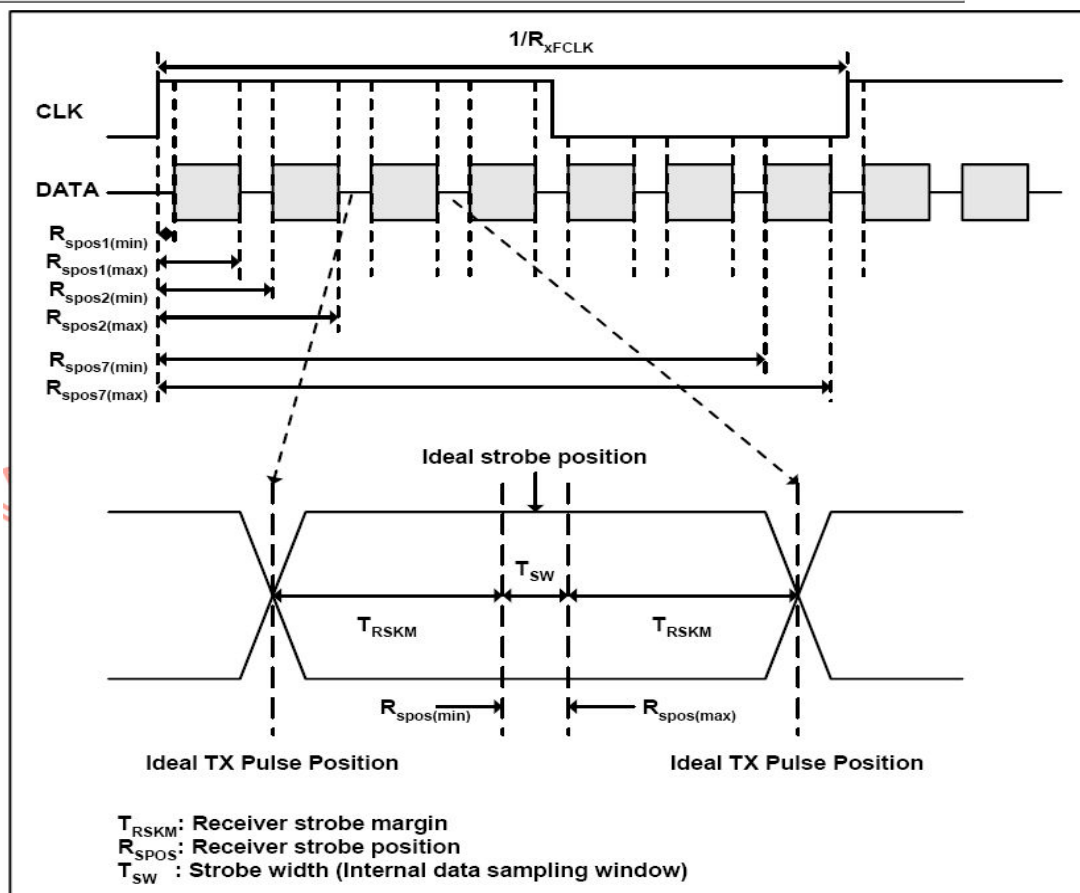 1/RxFCLK
CLK
DATA
Rspos1(min)
Rspos1(max)
Rspos2(min)
Rspos2(max)
Rspos7(min)
Rspos7(max)
Ideal strobe position
TSW
TRSKM TRSKM
Rspos(min) Rspos(max)
Ideal TX Pulse Position Ideal TX Pulse Position
TRSKM: Receiver strobe margin
RSPOS: Receiver strobe position
TSW : Strobe width (Internal data sampling window)